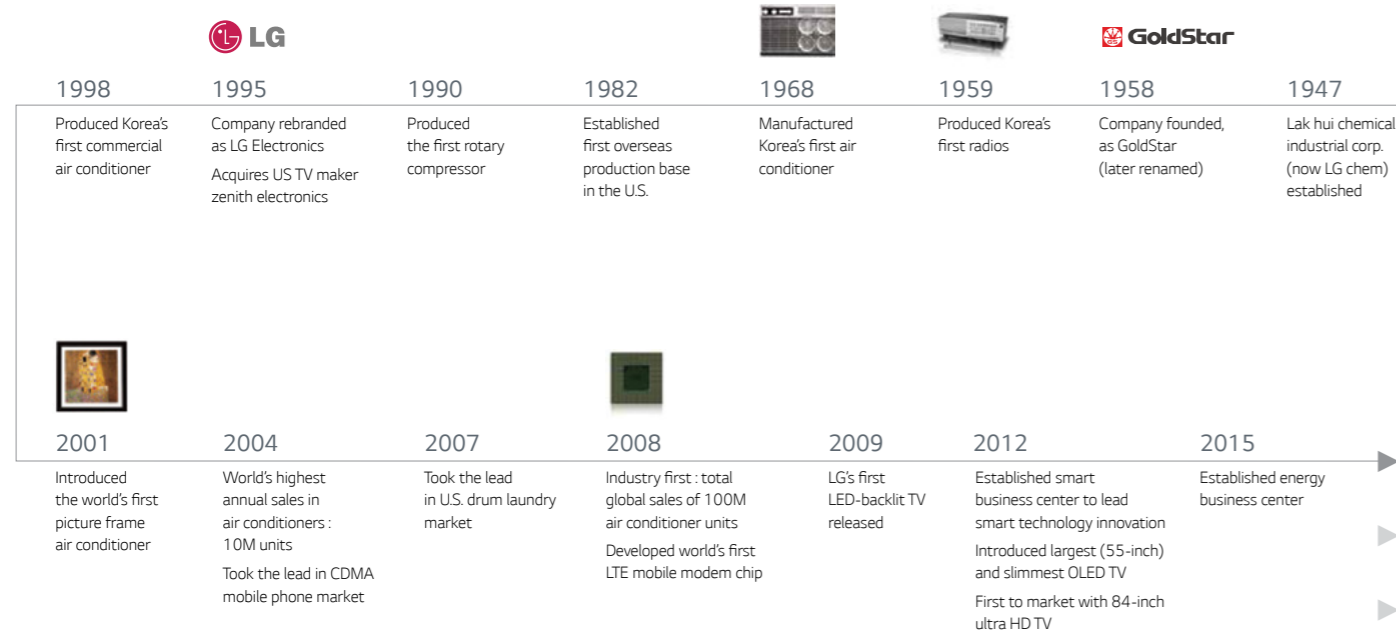 LG
GoldStar
1998
Produced Korea's
first commercial
air conditioner
1995
Company rebranded
as LG Electronics
Acquires US TV maker
zenith electronics
1990
Produced
the first rotary
compressor
1982
Established
first overseas
production base
in the U.S.
1968
Manufactured
Korea's first air
conditioner
1959
Produced Korea's
first radios
1958
Company founded,
as GoldStar
(later renamed)
1947
Lak hui chemical
industrial corp.
(now LG chem)
established
2001
Introduced
the world's first
picture frame
air conditioner
2004
World's highest
annual sales in
air conditioners :
10M units
Took the lead in CDMA
mobile phone market
2007
Took the lead
in U.S. drum laundry
market
2008
Industry first : total
global sales of 100M
air conditioner units
Developed world's first
LTE mobile modem chip
2009
LG's first
LED-backlit TV
released
2012
Established smart
business center to lead
smart technology innovation
Introduced largest (55-inch)
and slimmest OLED TV
First to market with 84-inch
ultra HD TV
2015
Established energy
business center